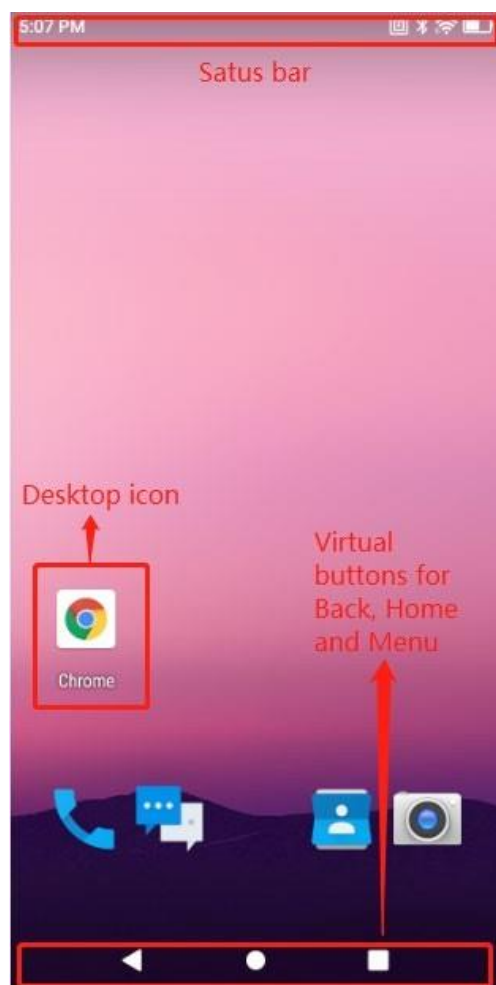 5:07 PM
Satus bar
Desktop icon
Virtual
buttons for
Back, Home
and Menu
Chrome